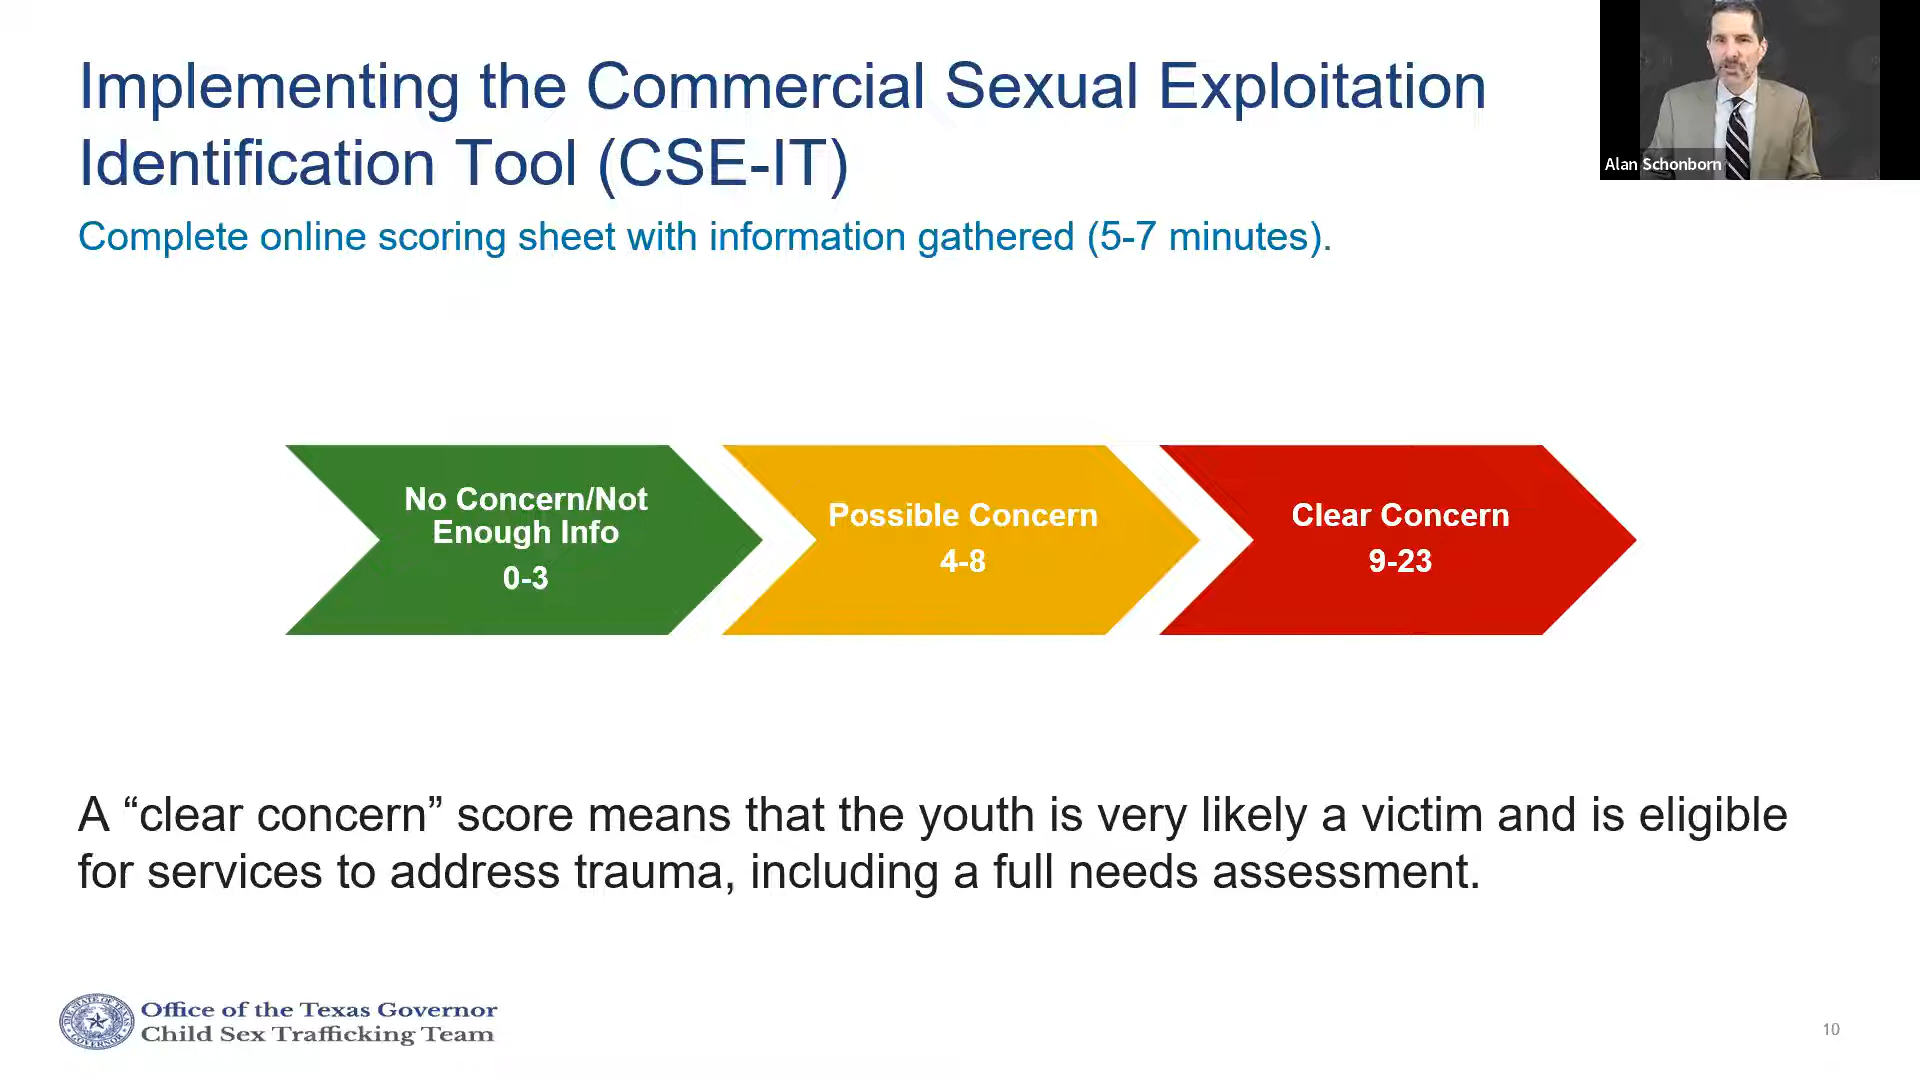 Implementing the Commercial Sexual Exploitation
Identification Tool (CSE-IT)
Alan Schonborn
Complete online scoring sheet with information gathered (5-7 minutes).
No Concern/Not
Enough Info
0-3
Possible Concern
4-8
Clear Concern
9-23
A “clear concern” score means that the youth is very likely a victim and is eligible
for services to address trauma, including a full needs assessment.
Office of the Texas Governor
Child Sex Trafficking Team
10